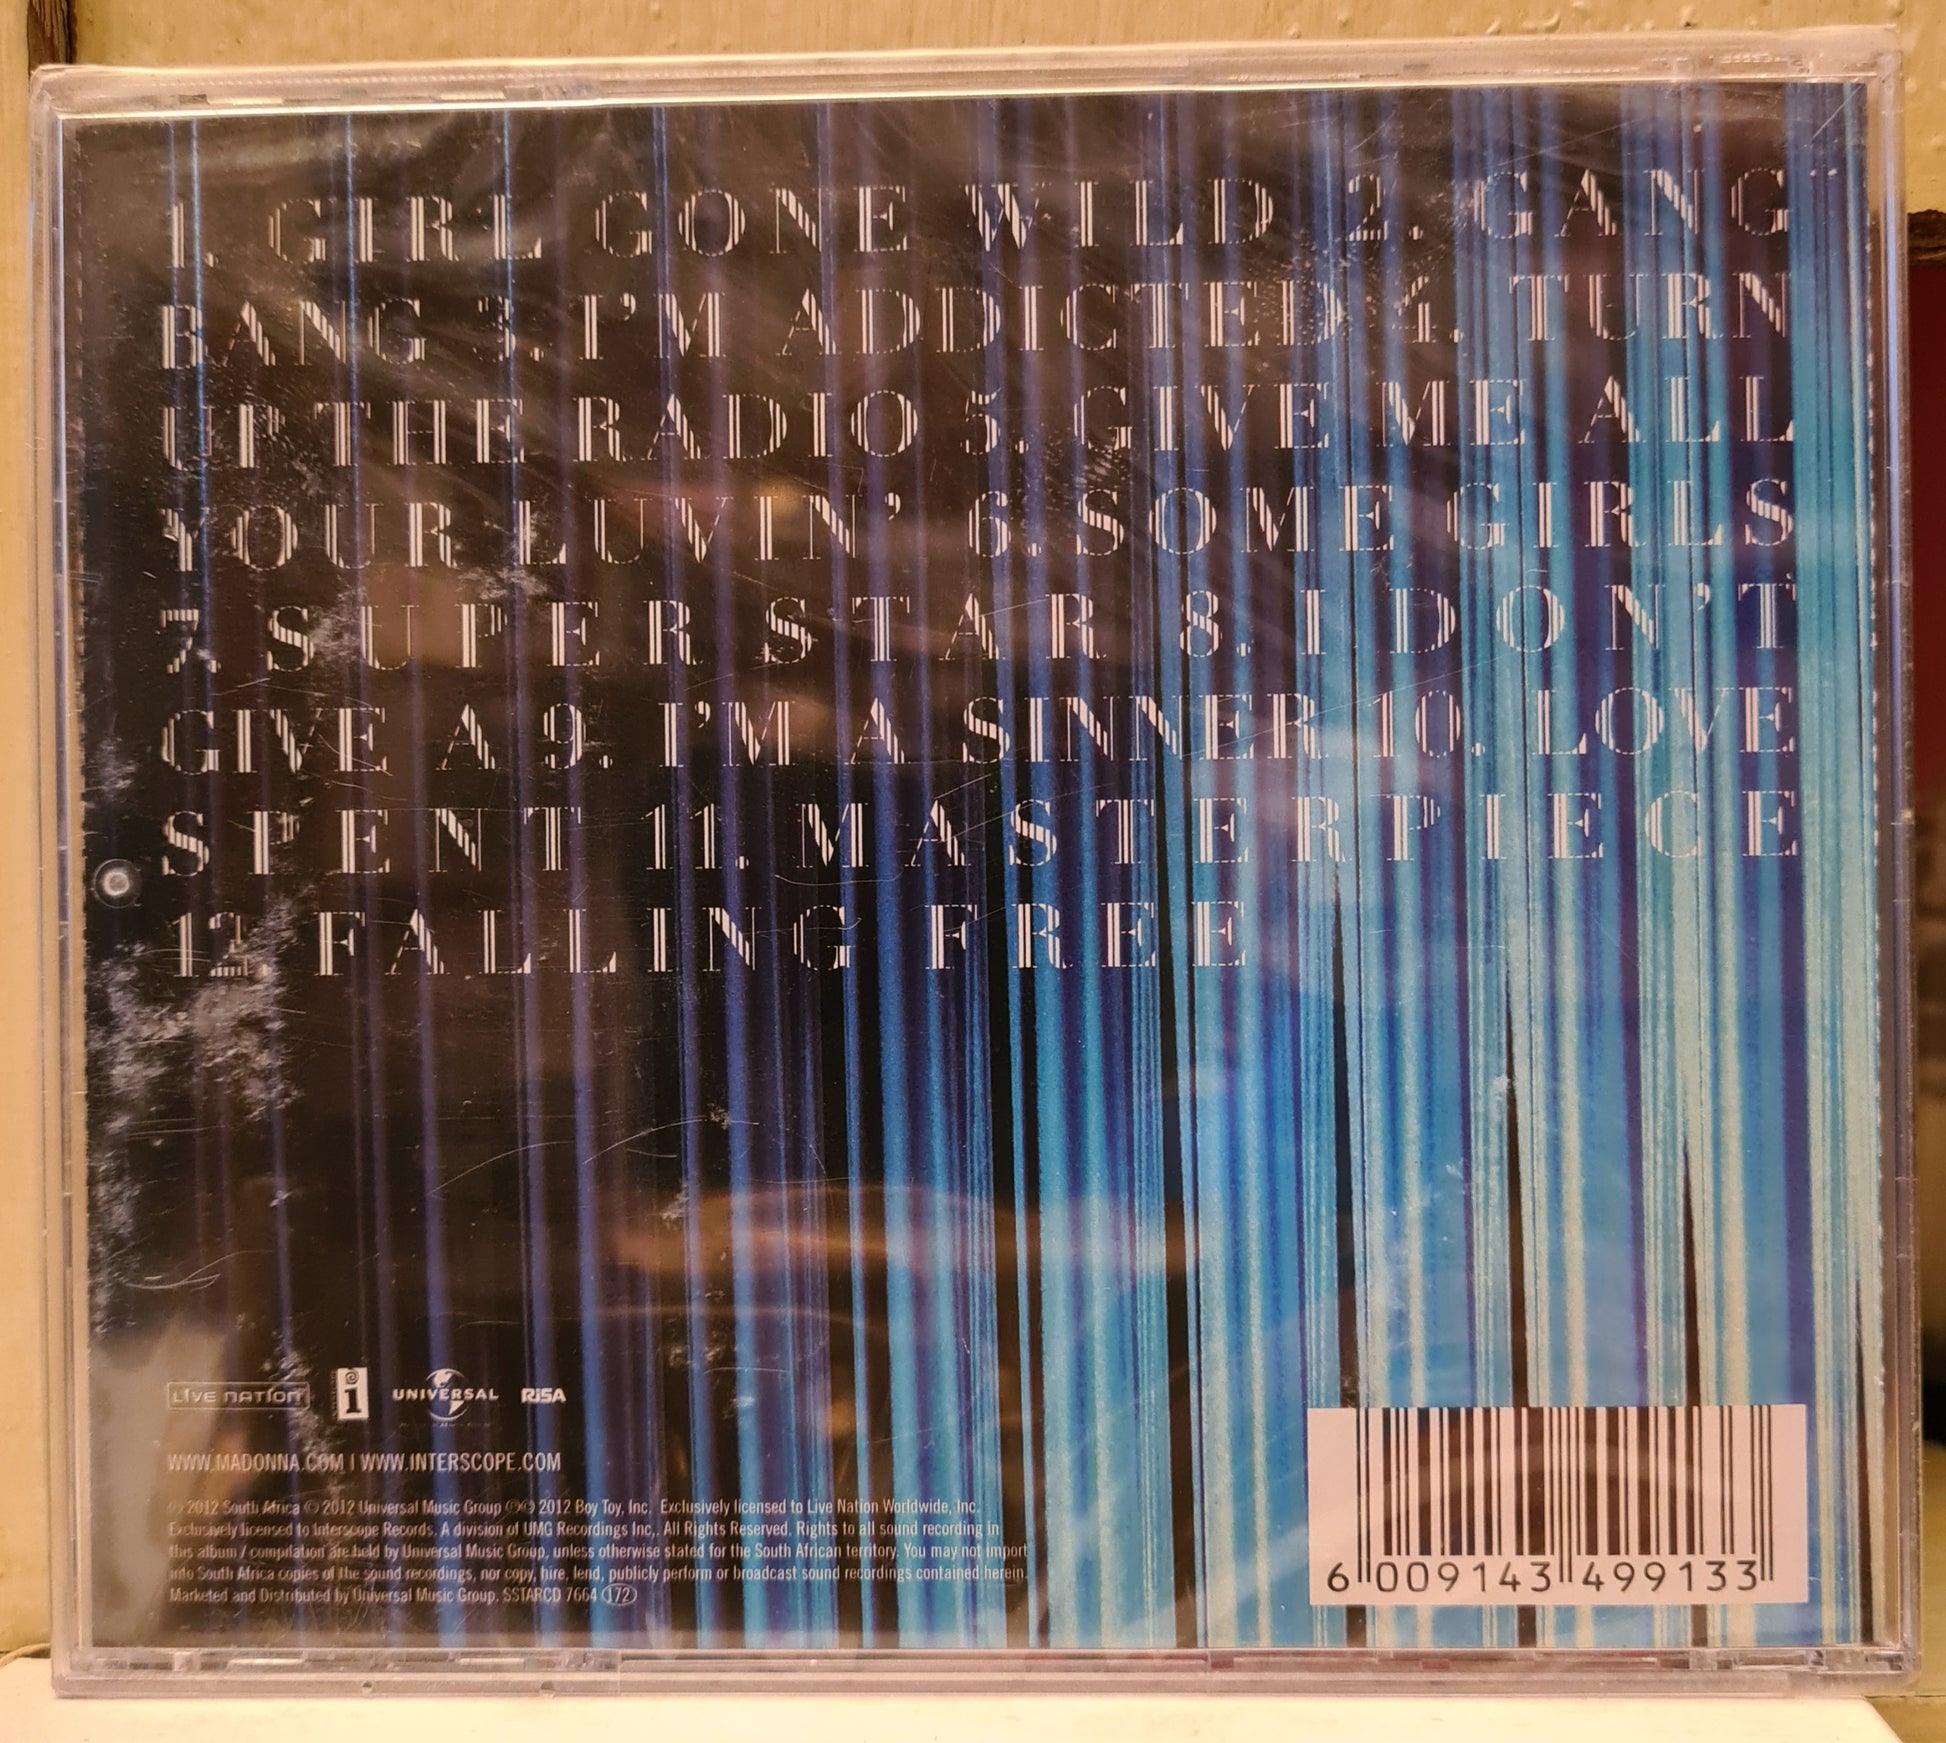 1. GIRL GONE WILD 2. GANG
BANG 3. I'M ADDICTED 4. TURN
UP THE RADIO 5. GIVE ME ALL
YOUR LUVIN' 6. SOME GIRLS
7. SUPERSTAR 8. I DON'T
GIVE A 9. I'M A SINNER 10. LOVE
SPENT 11. MASTERPIECE
12. FALLING FREE
LIVE NATION i UNIVERSAL RiSA
WWW.MADONNA.COM | WWW.INTERSCOPE.COM
℗ 2012 South Africa © 2012 Universal Music Group ℗© 2012 Boy Toy, Inc. Exclusively licensed to Live Nation Worldwide, Inc.
Exclusively licensed to Interscope Records. A division of UMG Recordings Inc,. All Rights Reserved. Rights to all sound recording in
this album / compilation are held by Universal Music Group, unless otherwise stated for the South African territory. You may not import
into South Africa copies of the sound recordings, nor copy, hire, lend, publicly perform or broadcast sound recordings contained herein.
Marketed and Distributed by Universal Music Group. SSTARCD 7664 172
6 009143 499133